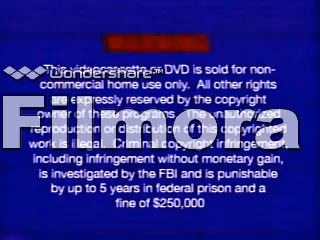 WARNING
This videocassette or DVD is sold for non-
commercial home use only. All other rights
are expressly reserved by the copyright
owner of these programs. The unauthorized
reproduction or distribution of this copyrighted
work is illegal. Criminal copyright infringement,
including infringement without monetary gain,
is investigated by the FBI and is punishable
by up to 5 years in federal prison and a
fine of $250,000
wondershare™
Filmora